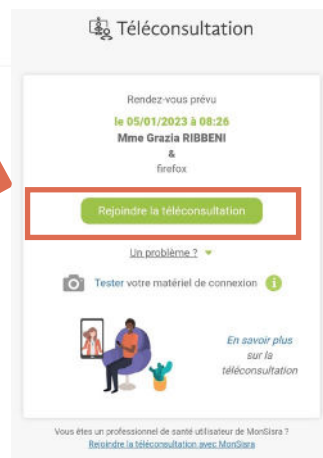 Téléconsultation
Rendez-vous prévu
le 05/01/2023 à 08:26
Mme Grazia RIBBENI
&
firefox
Rejoindre la téléconsultation
Un problème ?
Tester votre matériel de connexion
En savoir plus
sur la
téléconsultation
Vous êtes un professionnel de santé utilisateur de MonSisra ?
Rejoindre la téléconsultation avec MonSisra